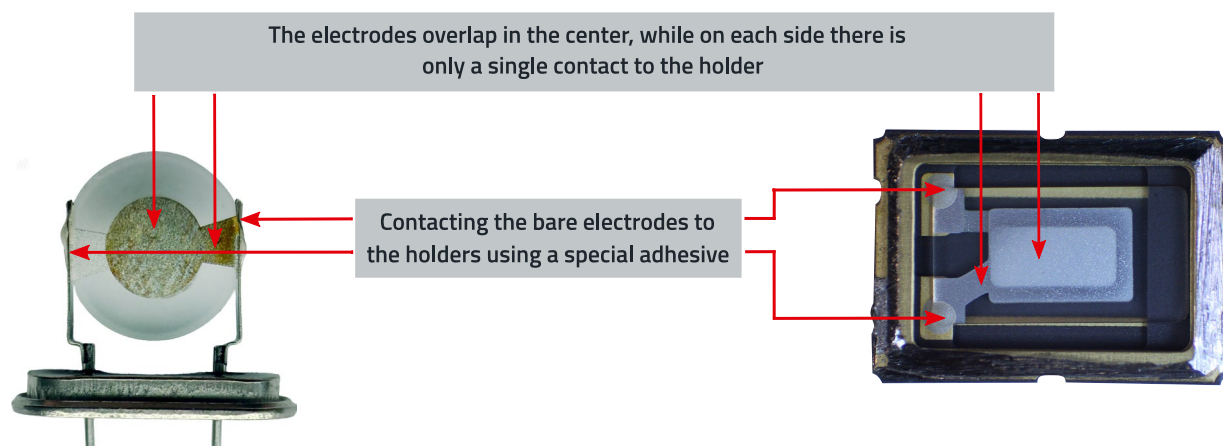 The electrodes overlap in the center, while on each side there is
only a single contact to the holder
Contacting the bare electrodes to
the holders using a special adhesive